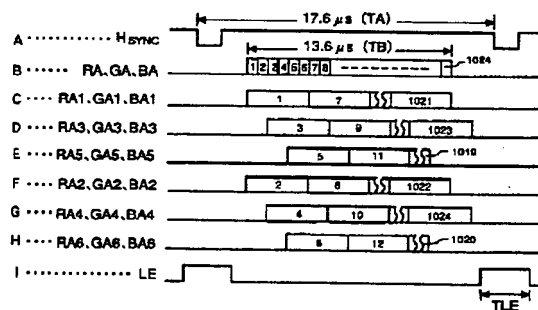 17.6 μs (TA)
A ············ HSYNC
13.6 μs (TB)
B ······ RA、GA、BA 1 2 3 4 5 6 7 8 1024
C ···· RA1、GA1、BA1 1 7 1021
D ···· RA3、GA3、BA3 3 9 1023
E ···· RA5、GA5、BA5 5 11 1019
F ···· RA2、GA2、BA2 2 8 1022
G ···· RA4、GA4、BA4 4 10 1024
H ···· RA6、GA6、BA6 6 12 1020
I ············· LE
TLE